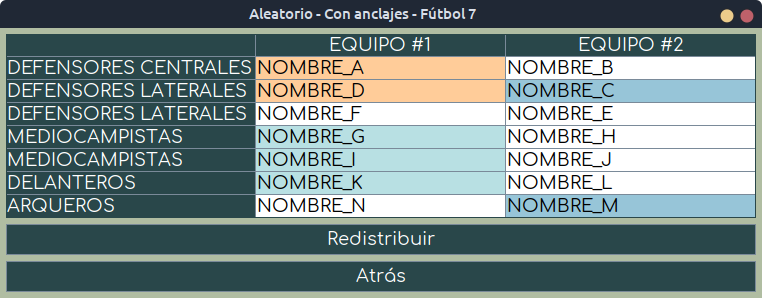 Aleatorio - Con anclajes - Fútbol 7
EQUIPO #1 EQUIPO #2
DEFENSORES CENTRALES NOMBRE_A NOMBRE_B
DEFENSORES LATERALES NOMBRE_D NOMBRE_C
DEFENSORES LATERALES NOMBRE_F NOMBRE_E
MEDIOCAMPISTAS NOMBRE_G NOMBRE_H
MEDIOCAMPISTAS NOMBRE_I NOMBRE_J
DELANTEROS NOMBRE_K NOMBRE_L
ARQUEROS NOMBRE_N NOMBRE_M
Redistribuir
Atrás